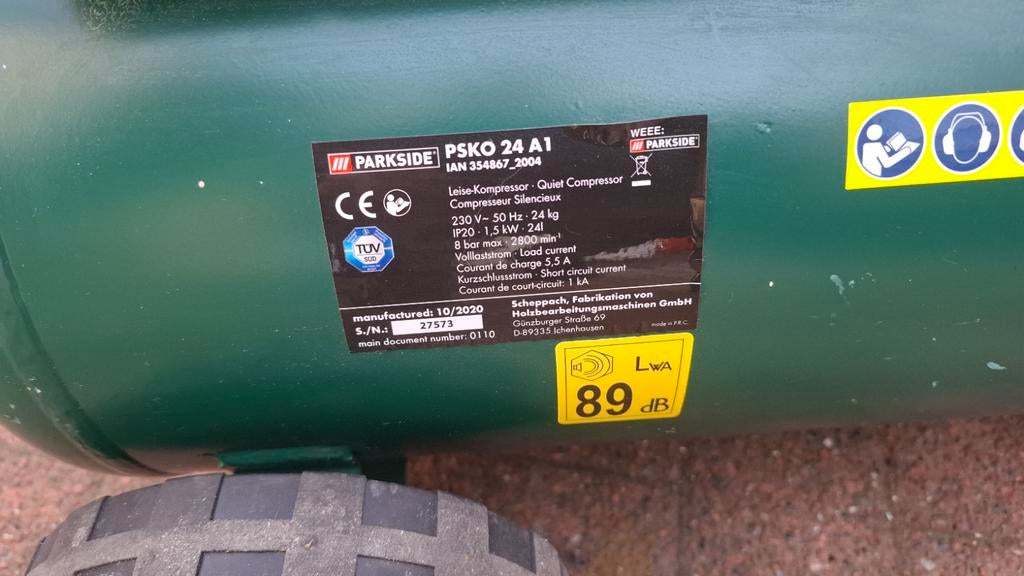 PARKSIDE
PSKO 24 A1
IAN 354867_2004
WEEE:
PARKSIDE
CE
TÜV
SÜD
Leise-Kompressor · Quiet Compressor
Compresseur Silencieux
230 V~ 50 Hz · 24 kg
IP20 · 1,5 kW · 24l
8 bar max · 2800 min⁻¹
Volllaststrom · Load current
Courant de charge 5,5 A
Kurzschlusstrom · Short circuit current
Courant de court-circuit: 1 kA
manufactured: 10/2020
S./N.: 27573
main document number: 0110
Scheppach, Fabrikation von
Holzbearbeitungsmaschinen GmbH
Günzburger Straße 69
D-89335 Ichenhausen
made in P.R.C.
LWA
89 dB